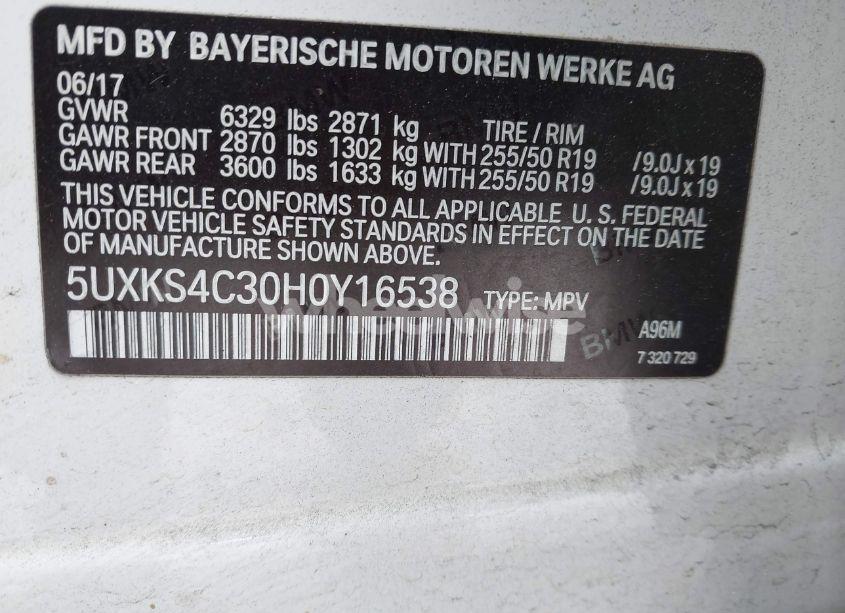 MFD BY BAYERISCHE MOTOREN WERKE AG
06/17
GVWR 6329 lbs 2871 kg TIRE / RIM
GAWR FRONT 2870 lbs 1302 kg WITH 255/50 R19 /9.0J x 19
GAWR REAR 3600 lbs 1633 kg WITH 255/50 R19 /9.0J x 19
THIS VEHICLE CONFORMS TO ALL APPLICABLE U. S. FEDERAL
MOTOR VEHICLE SAFETY STANDARDS IN EFFECT ON THE DATE
OF MANUFACTURE SHOWN ABOVE.
5UXKS4C30H0Y16538 TYPE: MPV
wheelwise
BMW
A96M
7 320 729